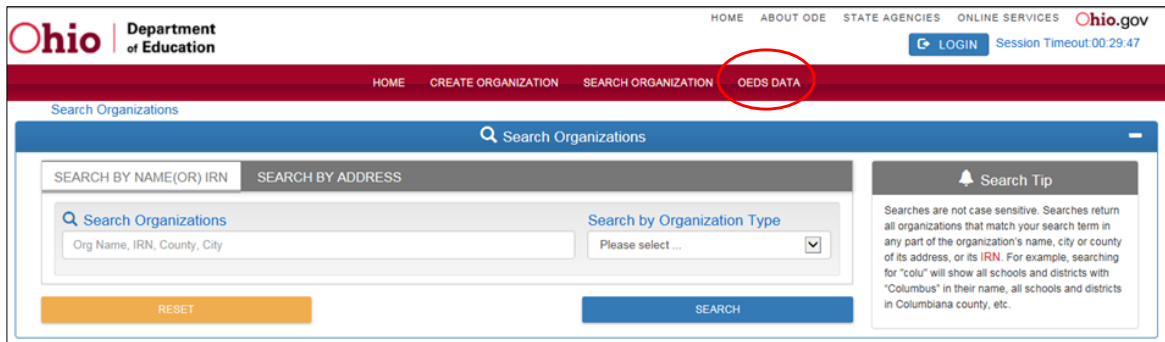 HOME ABOUT ODE STATE AGENCIES ONLINE SERVICES Ohio.gov
Ohio Department of Education
LOGIN Session Timeout:00:29:47
HOME CREATE ORGANIZATION SEARCH ORGANIZATION OEDS DATA
Search Organizations
Search Organizations
SEARCH BY NAME(OR) IRN SEARCH BY ADDRESS
Search Organizations Search by Organization Type
Org Name, IRN, County, City Please select ...
RESET SEARCH
Search Tip
Searches are not case sensitive. Searches return
all organizations that match your search term in
any part of the organization's name, city or county
of its address, or its IRN. For example, searching
for "colu" will show all schools and districts with
"Columbus" in their name, all schools and districts
in Columbiana county, etc.